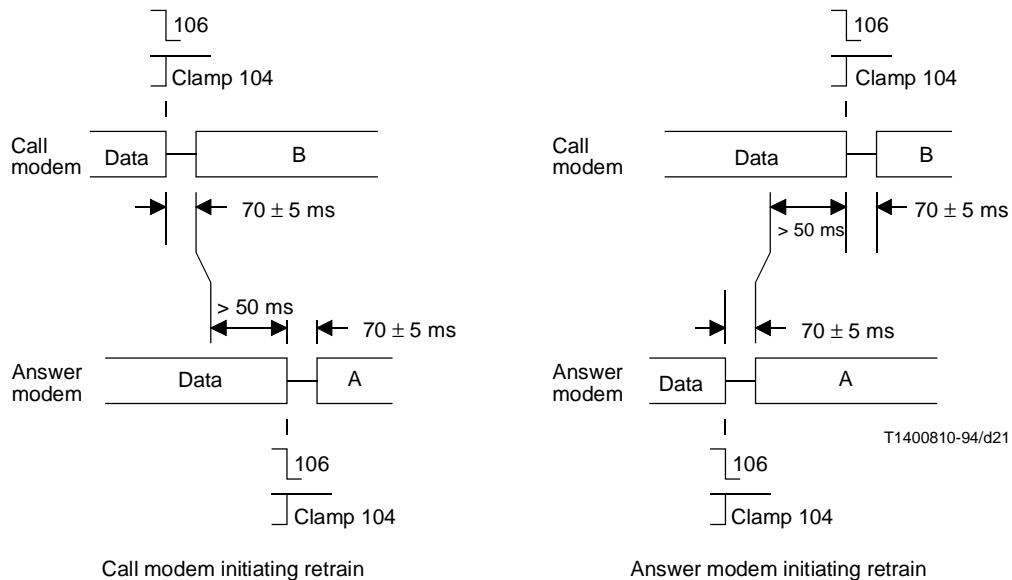 106
Clamp 104
Call
modem
Data
B
70 ± 5 ms
> 50 ms
70 ± 5 ms
Answer
modem
Data
A
106
Clamp 104
Call modem initiating retrain
106
Clamp 104
Call
modem
Data
B
70 ± 5 ms
> 50 ms
70 ± 5 ms
Answer
modem
Data
A
T1400810-94/d21
106
Clamp 104
Answer modem initiating retrain